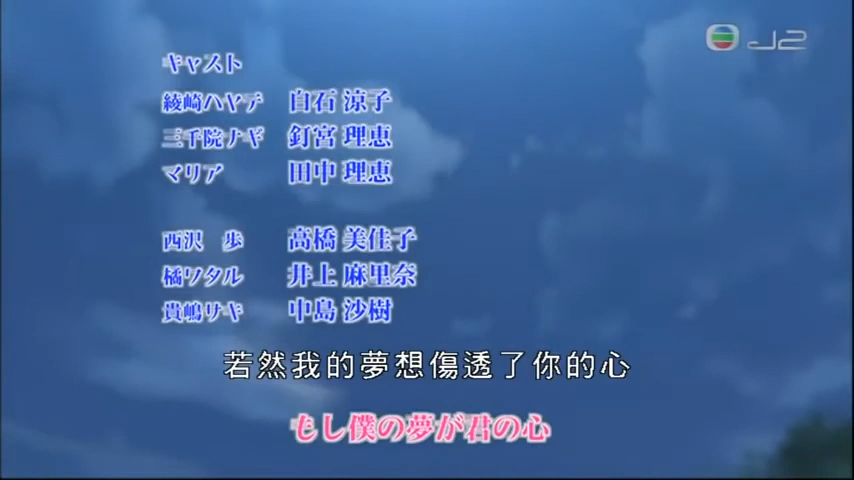 J2
キャスト
綾崎ハヤテ 白石 涼子
三千院ナギ 釘宮 理恵
マリア 田中 理恵
西沢 歩 高橋 美佳子
橘ワタル 井上 麻里奈
貴嶋サキ 中島 沙樹
若然我的夢想傷透了你的心
もし僕の夢が君の心